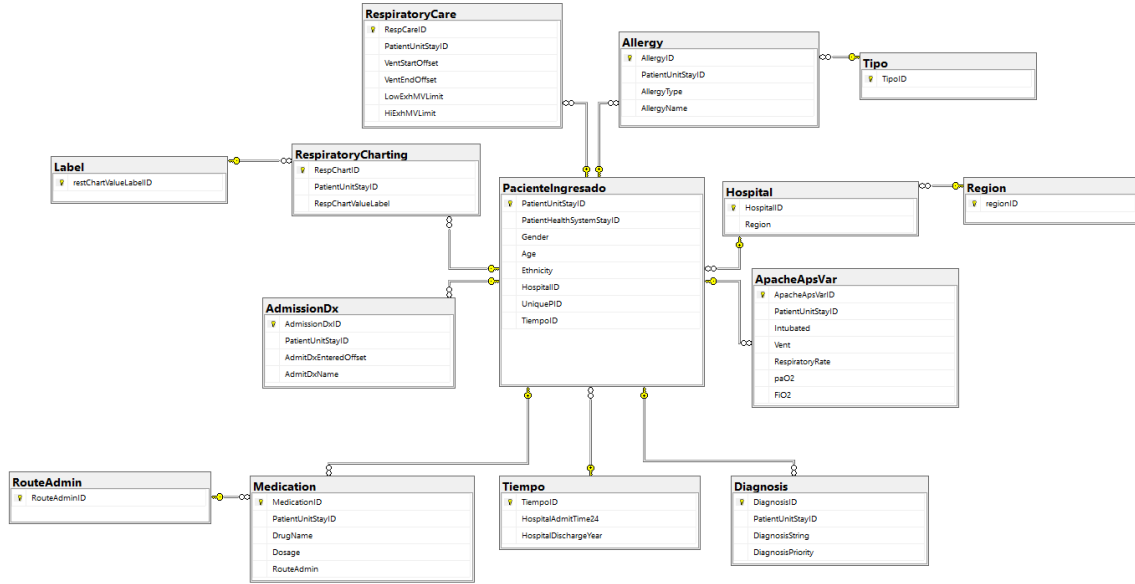 RespiratoryCare
RespCareID
PatientUnitStayID
VentStartOffset
VentEndOffset
LowExhMVLimit
HiExhMVLimit
Allergy
AllergyID
PatientUnitStayID
AllergyType
AllergyName
Tipo
TipoID
Label
restChartValueLabelID
RespiratoryCharting
RespChartID
PatientUnitStayID
RespChartValueLabel
PacienteIngresado
PatientUnitStayID
PatientHealthSystemStayID
Gender
Age
Ethnicity
HospitalID
UniquePID
TiempoID
Hospital
HospitalID
Region
Region
regionID
AdmissionDx
AdmissionDxID
PatientUnitStayID
AdmitDxEnteredOffset
AdmitDxName
ApacheApsVar
ApacheApsVarID
PatientUnitStayID
Intubated
Vent
RespiratoryRate
paO2
FiO2
RouteAdmin
RouteAdminID
Medication
MedicationID
PatientUnitStayID
DrugName
Dosage
RouteAdmin
Tiempo
TiempoID
HospitalAdmitTime24
HospitalDischargeYear
Diagnosis
DiagnosisID
PatientUnitStayID
DiagnosisString
DiagnosisPriority